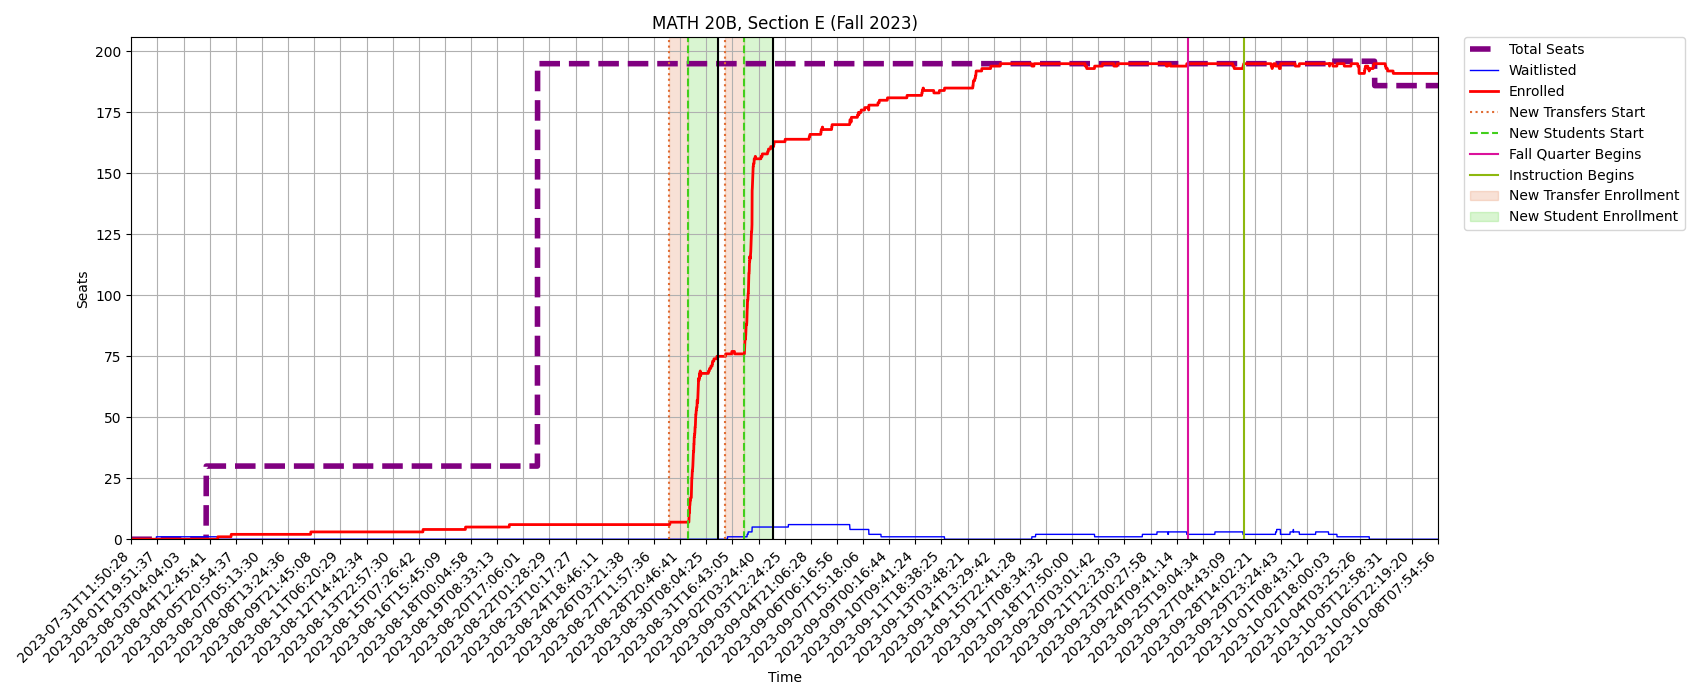 MATH 20B, Section E (Fall 2023)
Total Seats
Waitlisted
Enrolled
New Transfers Start
New Students Start
Fall Quarter Begins
Instruction Begins
New Transfer Enrollment
New Student Enrollment
Seats
200
175
150
125
100
75
50
25
0
2023-07-31T11:50:28
2023-08-01T19:51:37
2023-08-03T04:04:03
2023-08-04T12:45:41
2023-08-05T20:54:37
2023-08-07T05:13:30
2023-08-08T13:24:36
2023-08-09T21:45:08
2023-08-11T06:20:29
2023-08-12T14:42:34
2023-08-13T22:57:30
2023-08-15T07:26:42
2023-08-16T15:45:09
2023-08-18T00:04:58
2023-08-19T08:33:13
2023-08-20T17:06:01
2023-08-22T01:28:29
2023-08-23T10:17:27
2023-08-24T18:46:11
2023-08-26T03:21:38
2023-08-27T11:57:36
2023-08-28T20:46:41
2023-08-30T08:04:25
2023-08-31T16:43:05
2023-09-02T03:24:40
2023-09-03T12:24:25
2023-09-04T21:06:28
2023-09-06T06:16:56
2023-09-07T15:18:06
2023-09-09T00:16:44
2023-09-10T09:41:24
2023-09-11T18:38:25
2023-09-13T03:48:21
2023-09-14T13:29:42
2023-09-15T22:41:28
2023-09-17T08:34:32
2023-09-18T17:50:00
2023-09-20T03:01:42
2023-09-21T12:23:03
2023-09-23T00:27:58
2023-09-24T09:41:14
2023-09-25T19:04:34
2023-09-27T04:43:09
2023-09-28T14:02:21
2023-09-29T23:24:43
2023-10-01T08:43:12
2023-10-02T18:00:03
2023-10-04T03:25:26
2023-10-05T12:58:31
2023-10-06T22:19:20
2023-10-08T07:54:56
Time